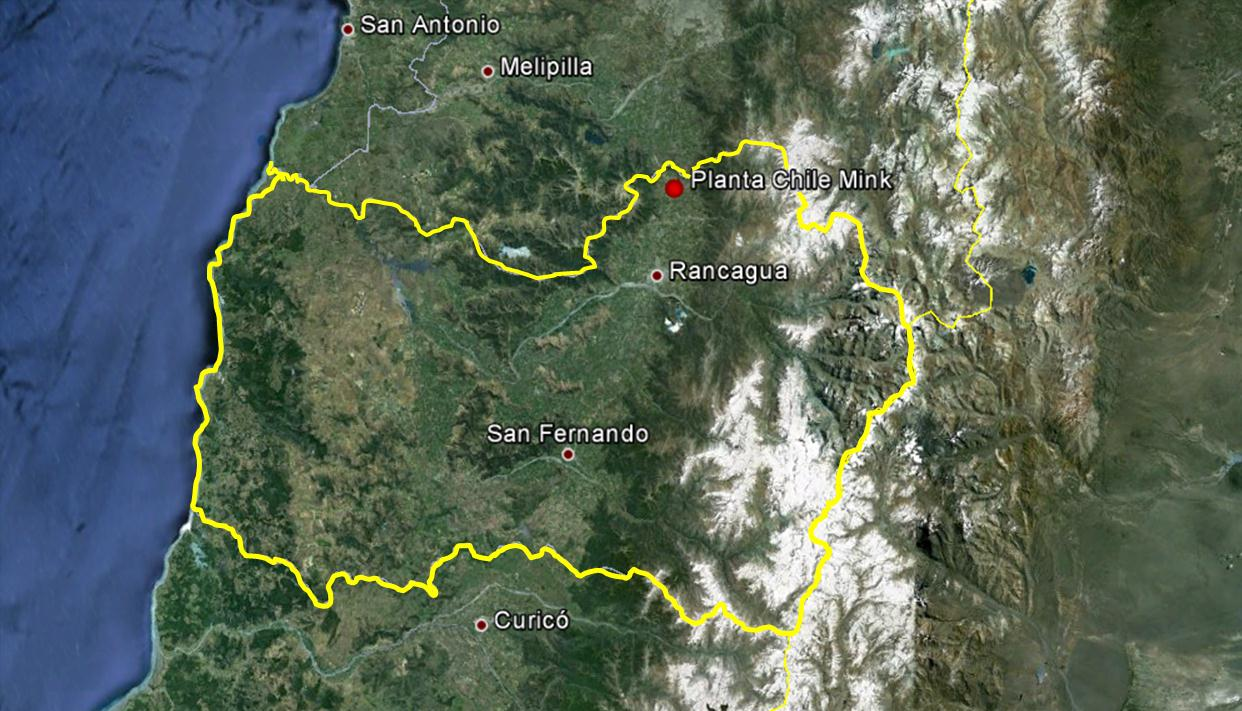 San Antonio
Melipilla
Planta Chile Mink
Rancagua
San Fernando
Curicó